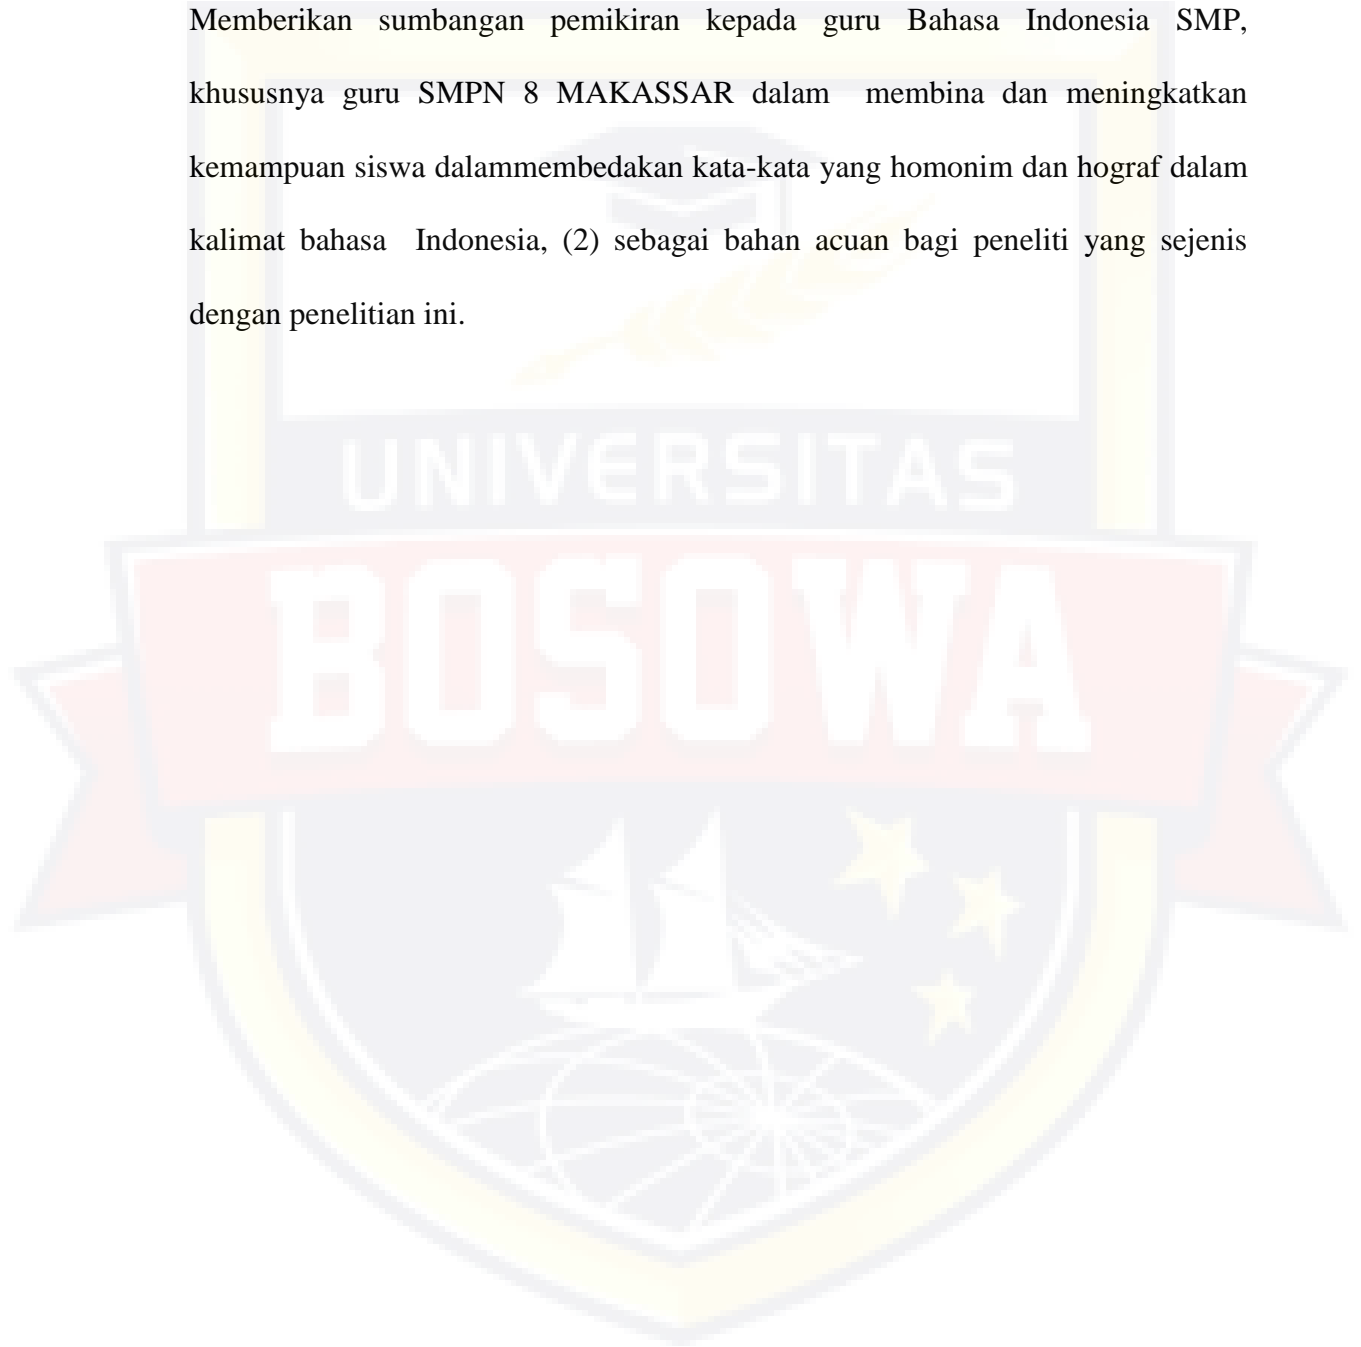 Memberikan sumbangan pemikiran kepada guru Bahasa Indonesia SMP,
khususnya guru SMPN 8 MAKASSAR dalam membina dan meningkatkan
kemampuan siswa dalammembedakan kata-kata yang homonim dan hograf dalam
kalimat bahasa Indonesia, (2) sebagai bahan acuan bagi peneliti yang sejenis
dengan penelitian ini.
UNIVERSITAS
BOSOWA